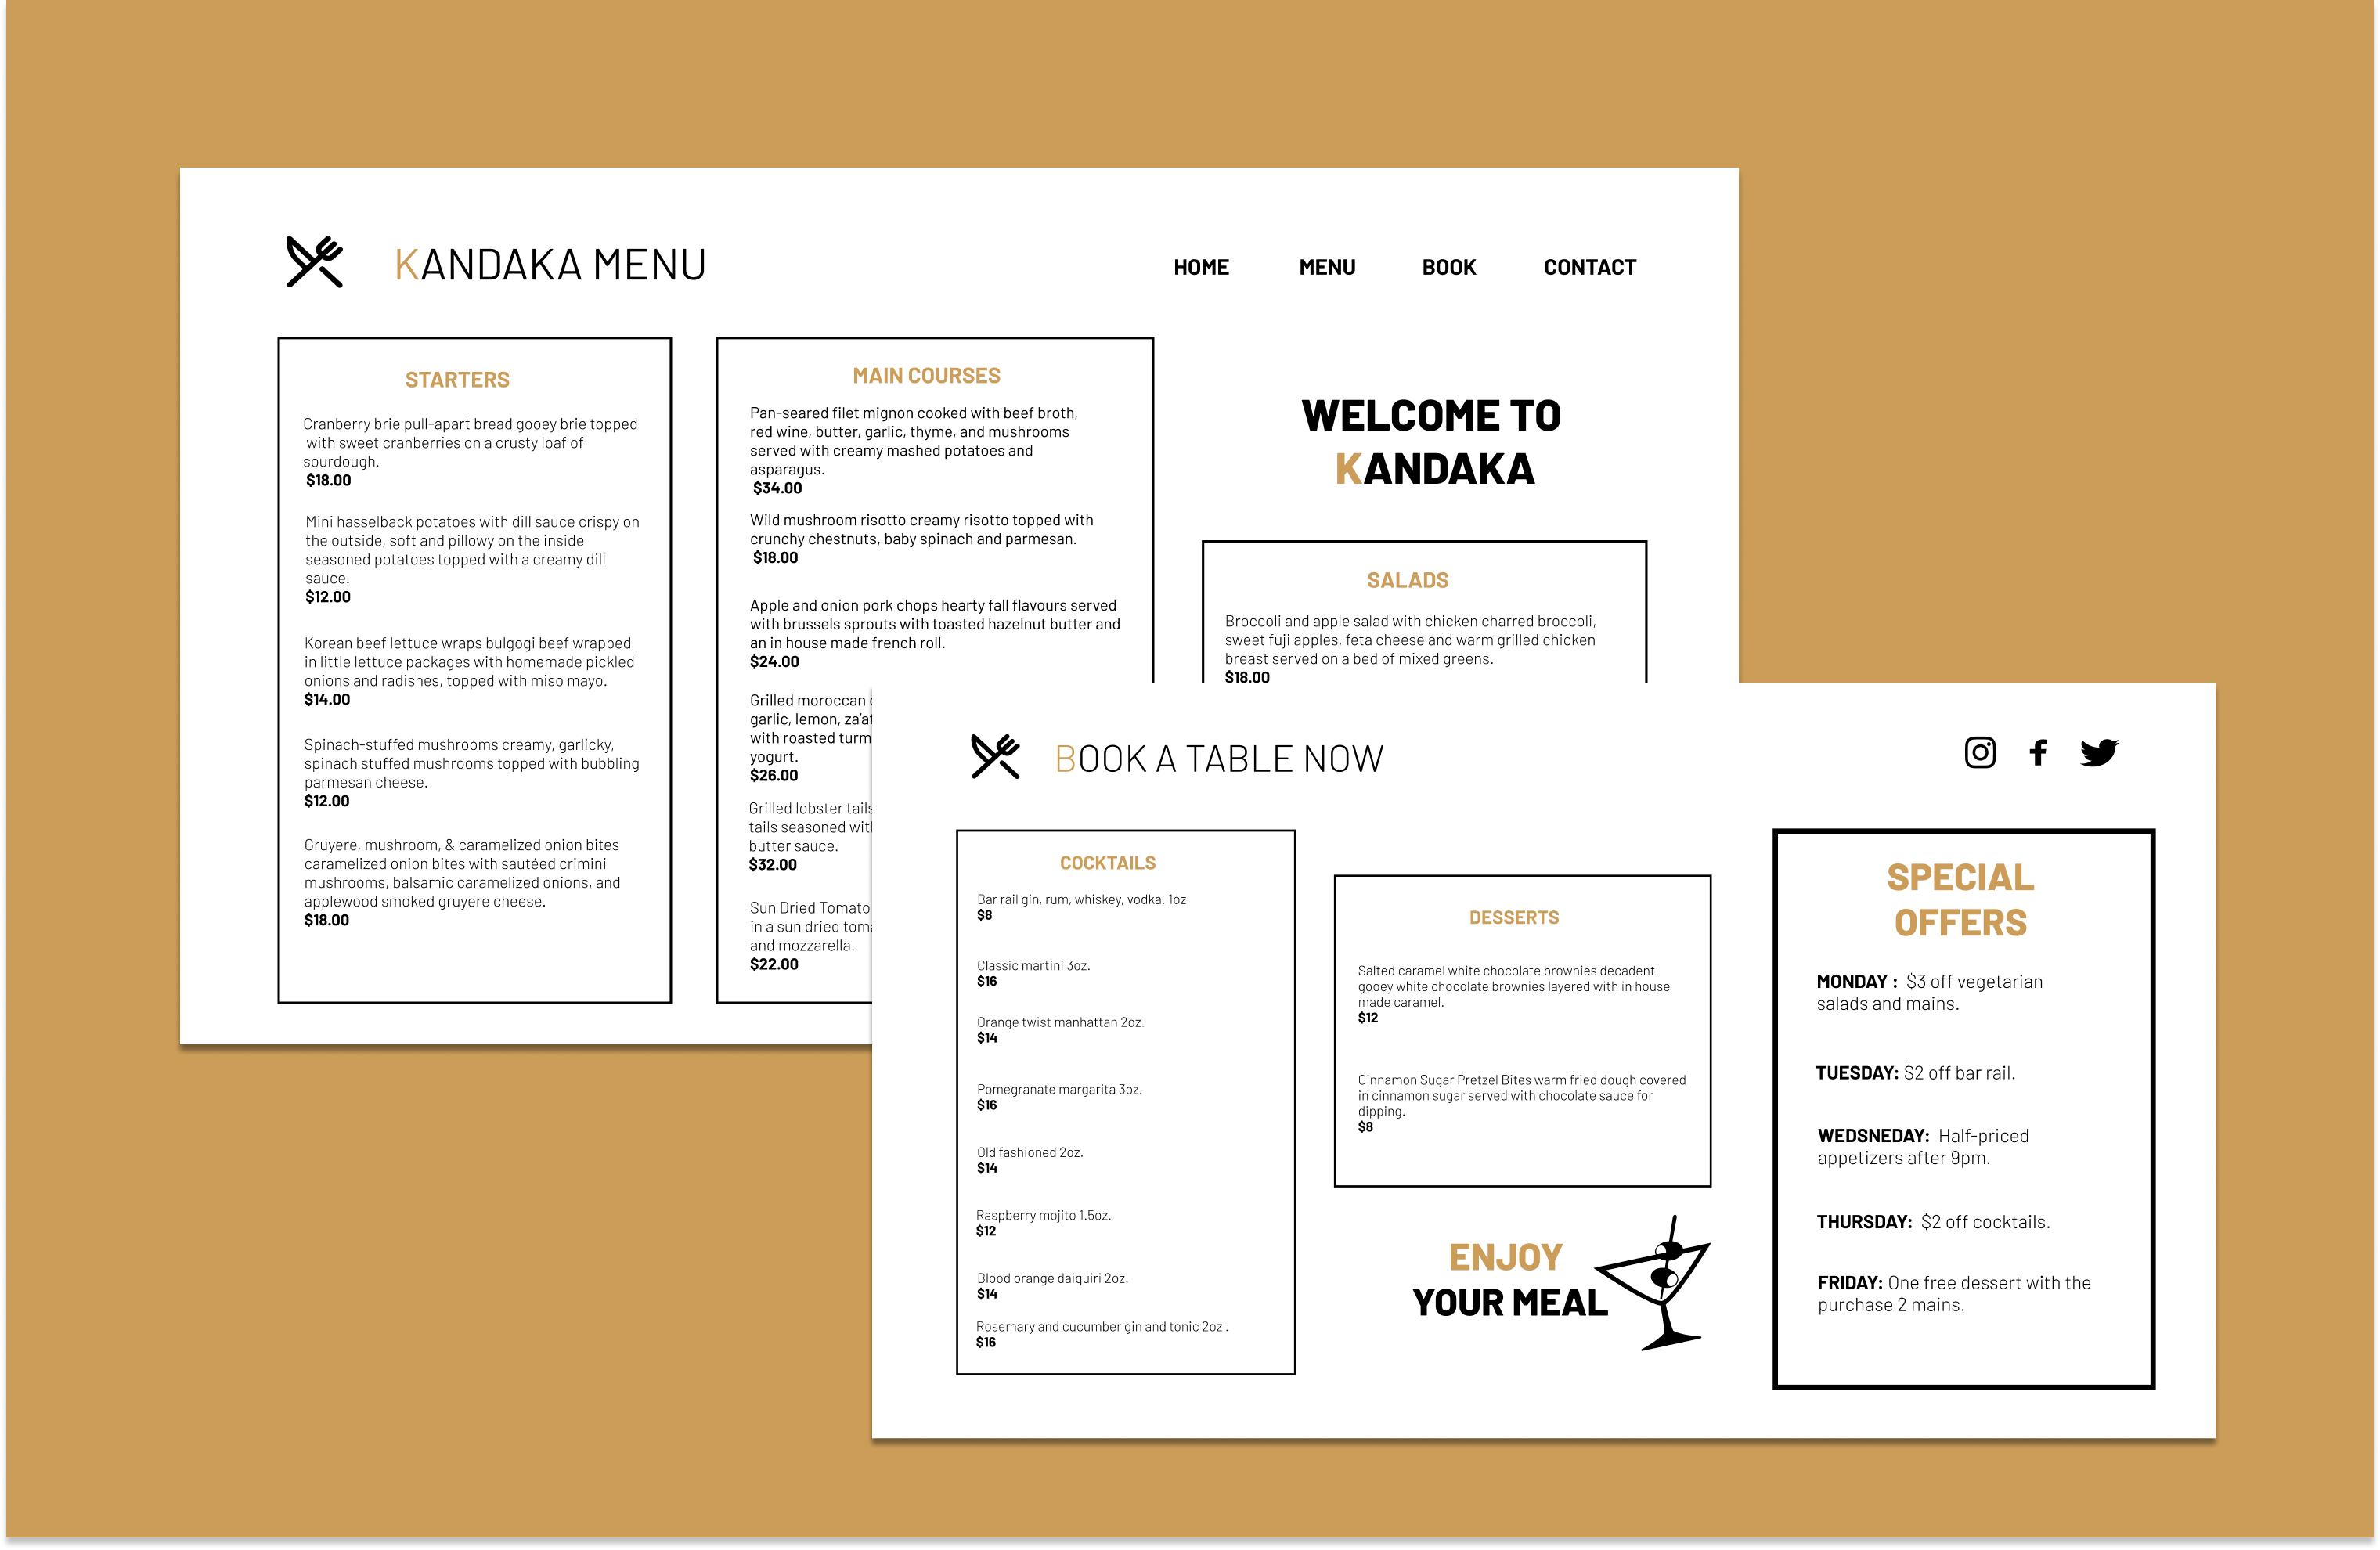 KANDAKA MENU
HOME
MENU
BOOK
CONTACT
STARTERS
Cranberry brie pull-apart bread gooey brie topped
with sweet cranberries on a crusty loaf of
sourdough.
$18.00
Mini hasselback potatoes with dill sauce crispy on
the outside, soft and pillowy on the inside
seasoned potatoes topped with a creamy dill
sauce.
$12.00
Korean beef lettuce wraps bulgogi beef wrapped
in little lettuce packages with homemade pickled
onions and radishes, topped with miso mayo.
$14.00
Spinach-stuffed mushrooms creamy, garlicky,
spinach stuffed mushrooms topped with bubbling
parmesan cheese.
$12.00
Gruyere, mushroom, & caramelized onion bites
caramelized onion bites with sautéed crimini
mushrooms, balsamic caramelized onions, and
applewood smoked gruyere cheese.
$18.00
MAIN COURSES
Pan-seared filet mignon cooked with beef broth,
red wine, butter, garlic, thyme, and mushrooms
served with creamy mashed potatoes and
asparagus.
$34.00
Wild mushroom risotto creamy risotto topped with
crunchy chestnuts, baby spinach and parmesan.
$18.00
Apple and onion pork chops hearty fall flavours served
with brussels sprouts with toasted hazelnut butter and
an in house made french roll.
$24.00
Grilled moroccan
garlic, lemon,
with roasted
yogurt.
$26.00
Grilled lobster tails
tails seasoned
butter sauce.
$32.00
Sun Dried Tomato
in a sun dried
and mozzarella.
$22.00
WELCOME TO
KANDAKA
SALADS
Broccoli and apple salad with chicken charred broccoli,
sweet fuji apples, feta cheese and warm grilled chicken
breast served on a bed of mixed greens.
$18.00
BOOK A TABLE NOW
COCKTAILS
Bar rail gin, rum, whiskey, vodka. 1oz
$8
Classic martini 3oz.
$16
Orange twist manhattan 2oz.
$14
Pomegranate margarita 3oz.
$16
Old fashioned 2oz.
$14
Raspberry mojito 1.5oz.
$12
Blood orange daiquiri 2oz.
$14
Rosemary and cucumber gin and tonic 2oz .
$16
DESSERTS
Salted caramel white chocolate brownies decadent
gooey white chocolate brownies layered with in house
made caramel.
$12
Cinnamon Sugar Pretzel Bites warm fried dough covered
in cinnamon sugar served with chocolate sauce for
dipping.
$8
ENJOY
YOUR MEAL
SPECIAL
OFFERS
MONDAY : $3 off vegetarian
salads and mains.
TUESDAY: $2 off bar rail.
WEDSNEDAY: Half-priced
appetizers after 9pm.
THURSDAY: $2 off cocktails.
FRIDAY: One free dessert with the
purchase 2 mains.